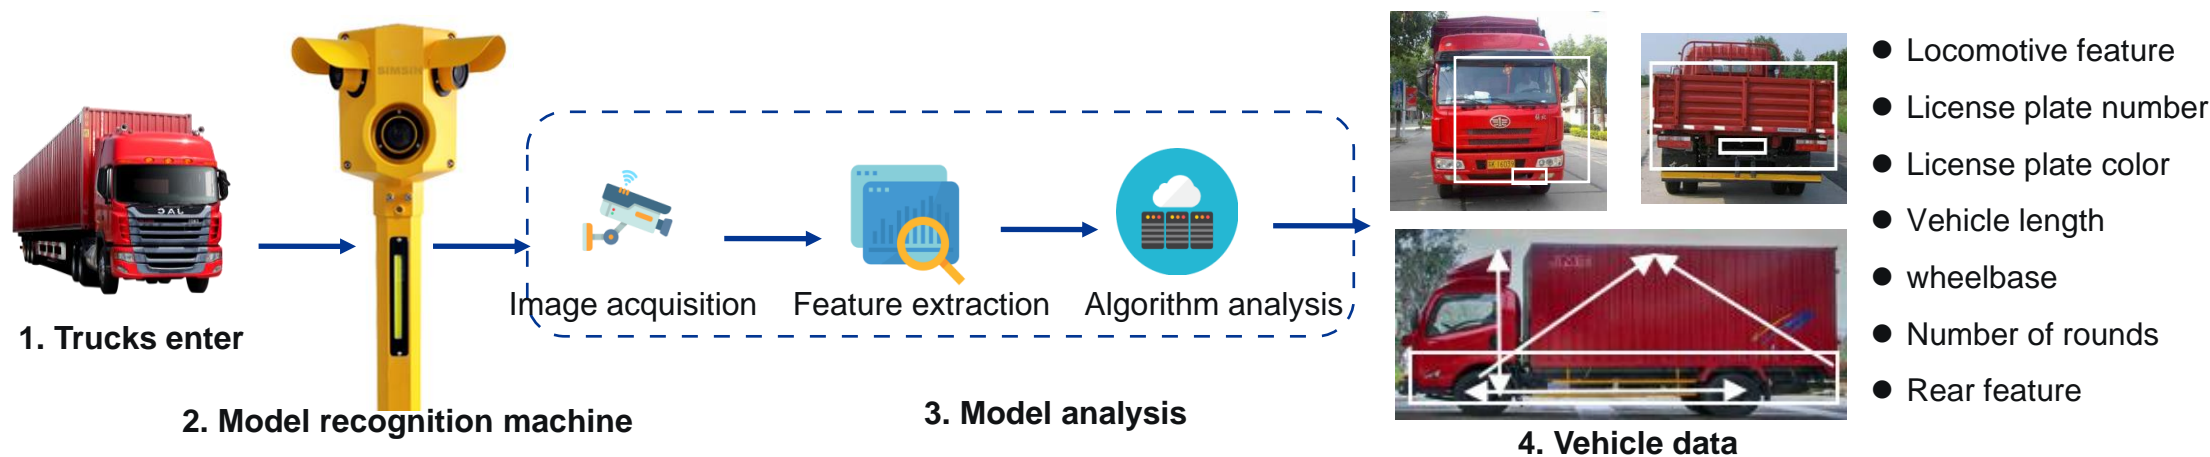 1. Trucks enter
BIMSIN
2. Model recognition machine
Image acquisition
Feature extraction
Algorithm analysis
3. Model analysis
4. Vehicle data
Locomotive feature
License plate number
License plate color
Vehicle length
wheelbase
Number of rounds
Rear feature